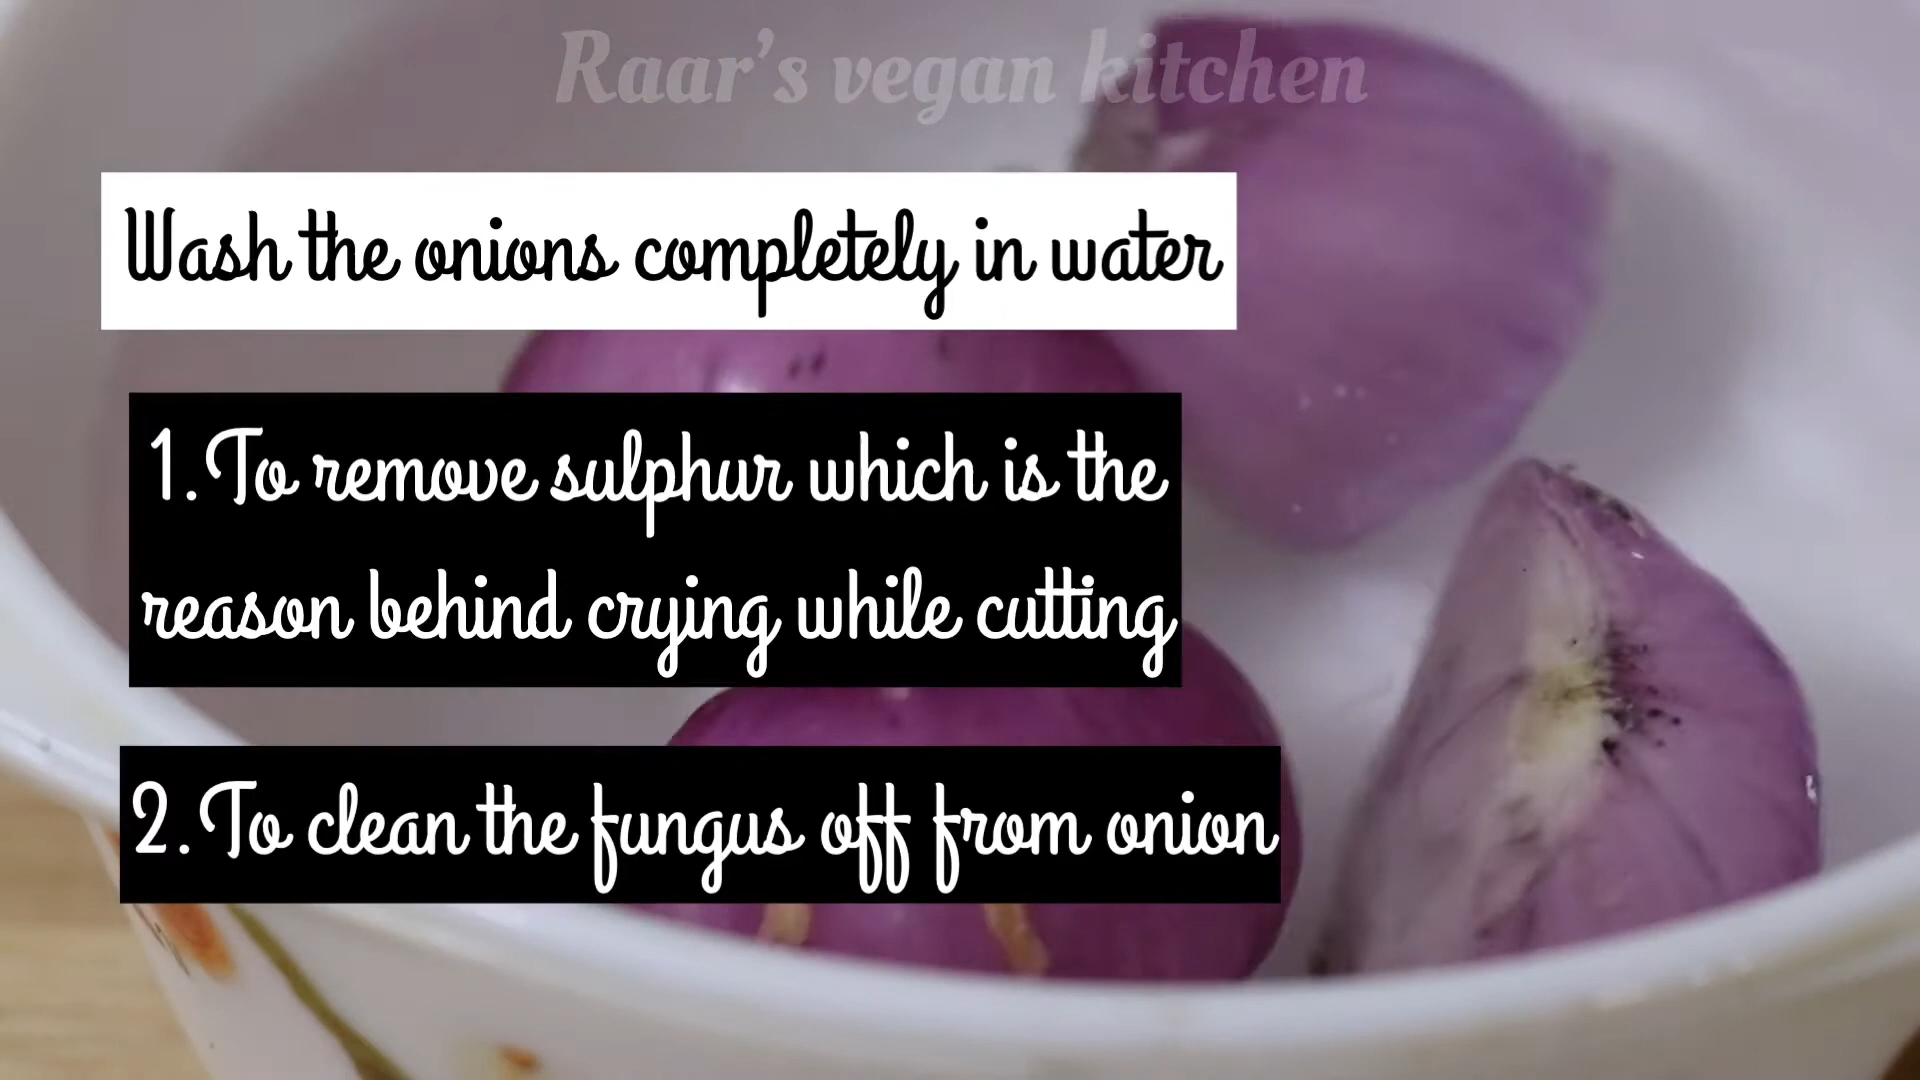 Raar's vegan kitchen
Wash the onions completely in water
1.To remove sulphur which is the
reason behind crying while cutting
2.To clean the fungus off from onion